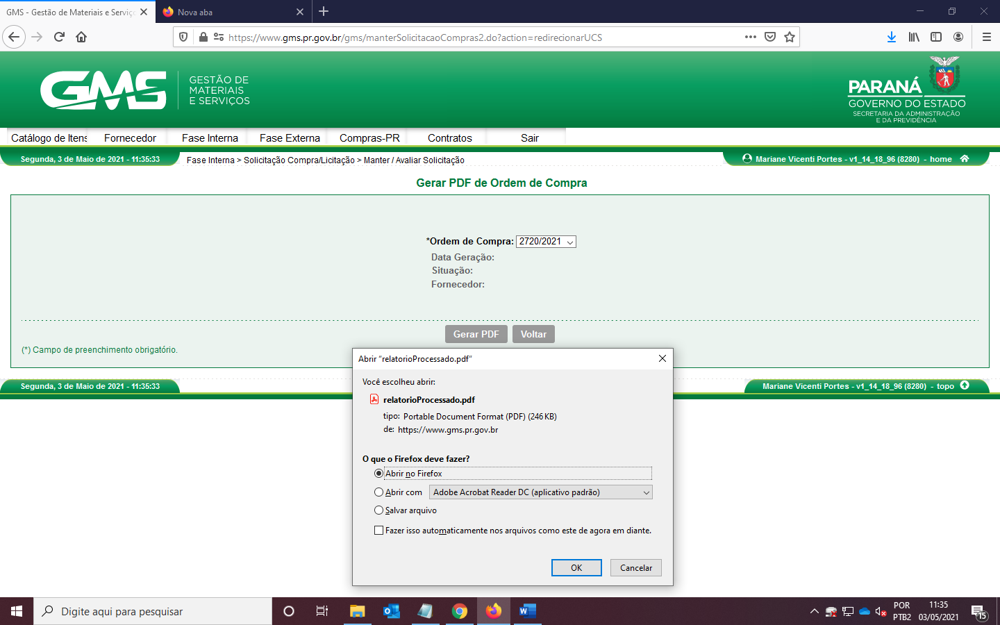 GMS - Gestão de Materiais e Serviço
Nova aba
https://www.gms.pr.gov.br/gms/manterSolicitacaoCompras2.do?action=redirecionarUCS
GMS
GESTÃO DE
MATERIAIS
E SERVIÇOS
PARANÁ
GOVERNO DO ESTADO
SECRETARIA DA ADMINISTRAÇÃO
E DA PREVIDÊNCIA
Catálogo de Itens
Fornecedor
Fase Interna
Fase Externa
Compras-PR
Contratos
Sair
Segunda, 3 de Maio de 2021 - 11:35:33
Fase Interna > Solicitação Compra/Licitação > Manter / Avaliar Solicitação
Mariane Vicenti Portes - v1_14_18_96 (8280) - home
Gerar PDF de Ordem de Compra
*Ordem de Compra: 2720/2021
Data Geração:
Situação:
Fornecedor:
Gerar PDF
Voltar
(*) Campo de preenchimento obrigatório.
Segunda, 3 de Maio de 2021 - 11:35:33
Mariane Vicenti Portes - v1_14_18_96 (8280) - topo
Abrir "relatorioProcessado.pdf"
Você escolheu abrir:
relatorioProcessado.pdf
tipo: Portable Document Format (PDF) (246 KB)
de: https://www.gms.pr.gov.br
O que o Firefox deve fazer?
Abrir no Firefox
Abrir com Adobe Acrobat Reader DC (aplicativo padrão)
Salvar arquivo
Fazer isso automaticamente nos arquivos como este de agora em diante.
OK
Cancelar
Digite aqui para pesquisar
POR
PTB2
11:35
03/05/2021
15